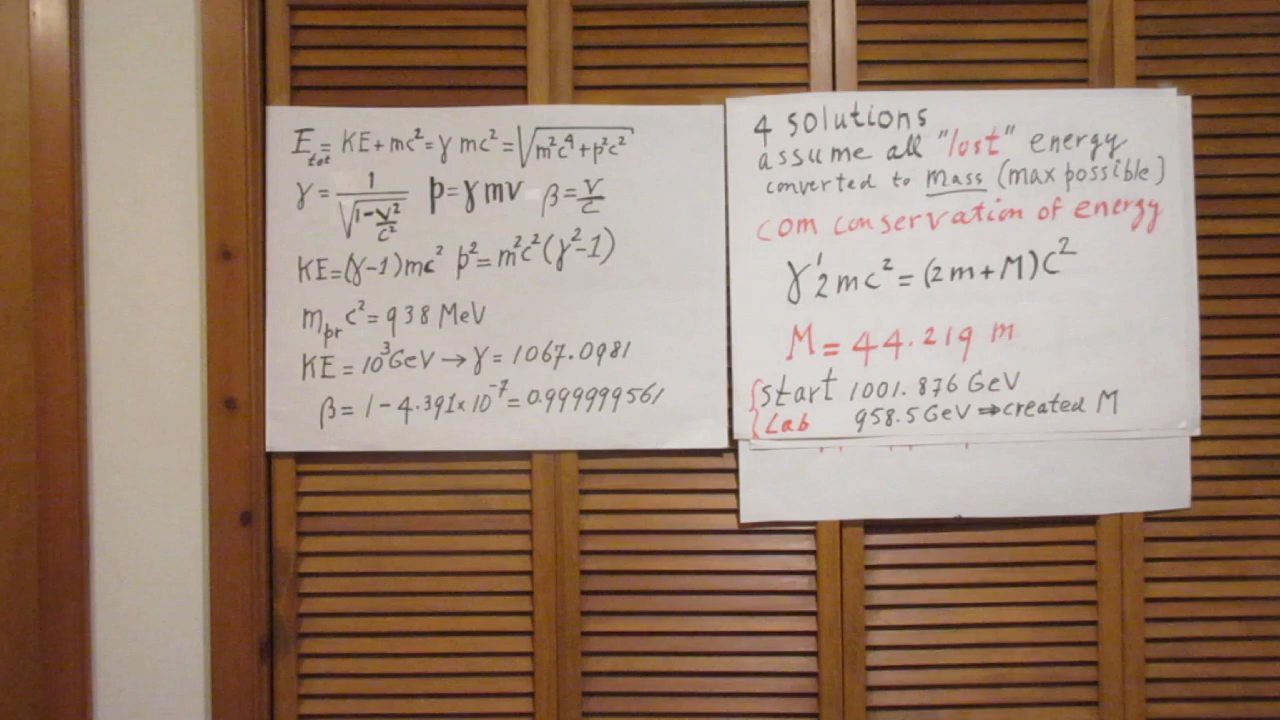 E_tot = KE + mc² = γ mc² = √(m²c⁴ + p²c²)
γ = 1/√(1 - v²/c²) p = γ mv β = v/c
KE = (γ-1) mc² p² = m²c²(γ²-1)
m_pr c² = 938 MeV
KE = 10³ GeV → γ = 1067.0981
β = 1 - 4.391 × 10⁻⁷ = 0.999999561
4 solutions
assume all "lost" energy
converted to mass (max possible)
com conservation of energy
γ' 2mc² = (2m + M)c²
M = 44.219 m
start 1001.876 GeV
Lab 958.5 GeV ⇒ created M